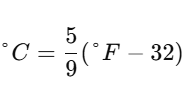 °C = 5/9 (°F − 32)